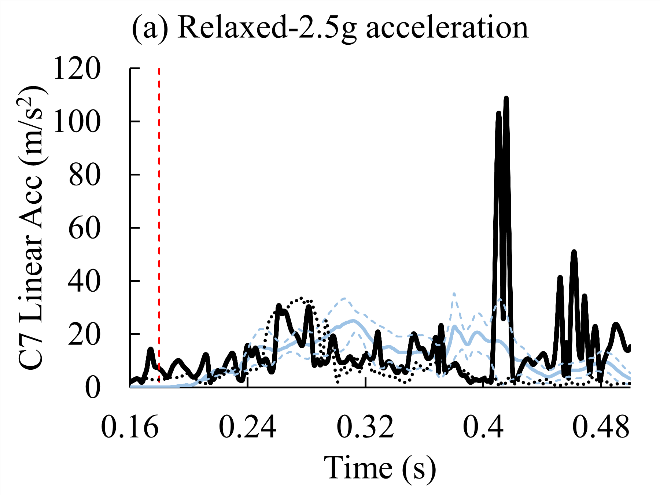 (a) Relaxed-2.5g acceleration
C7 Linear Acc (m/s²)
120
100
80
60
40
20
0
0.16 0.24 0.32 0.4 0.48
Time (s)